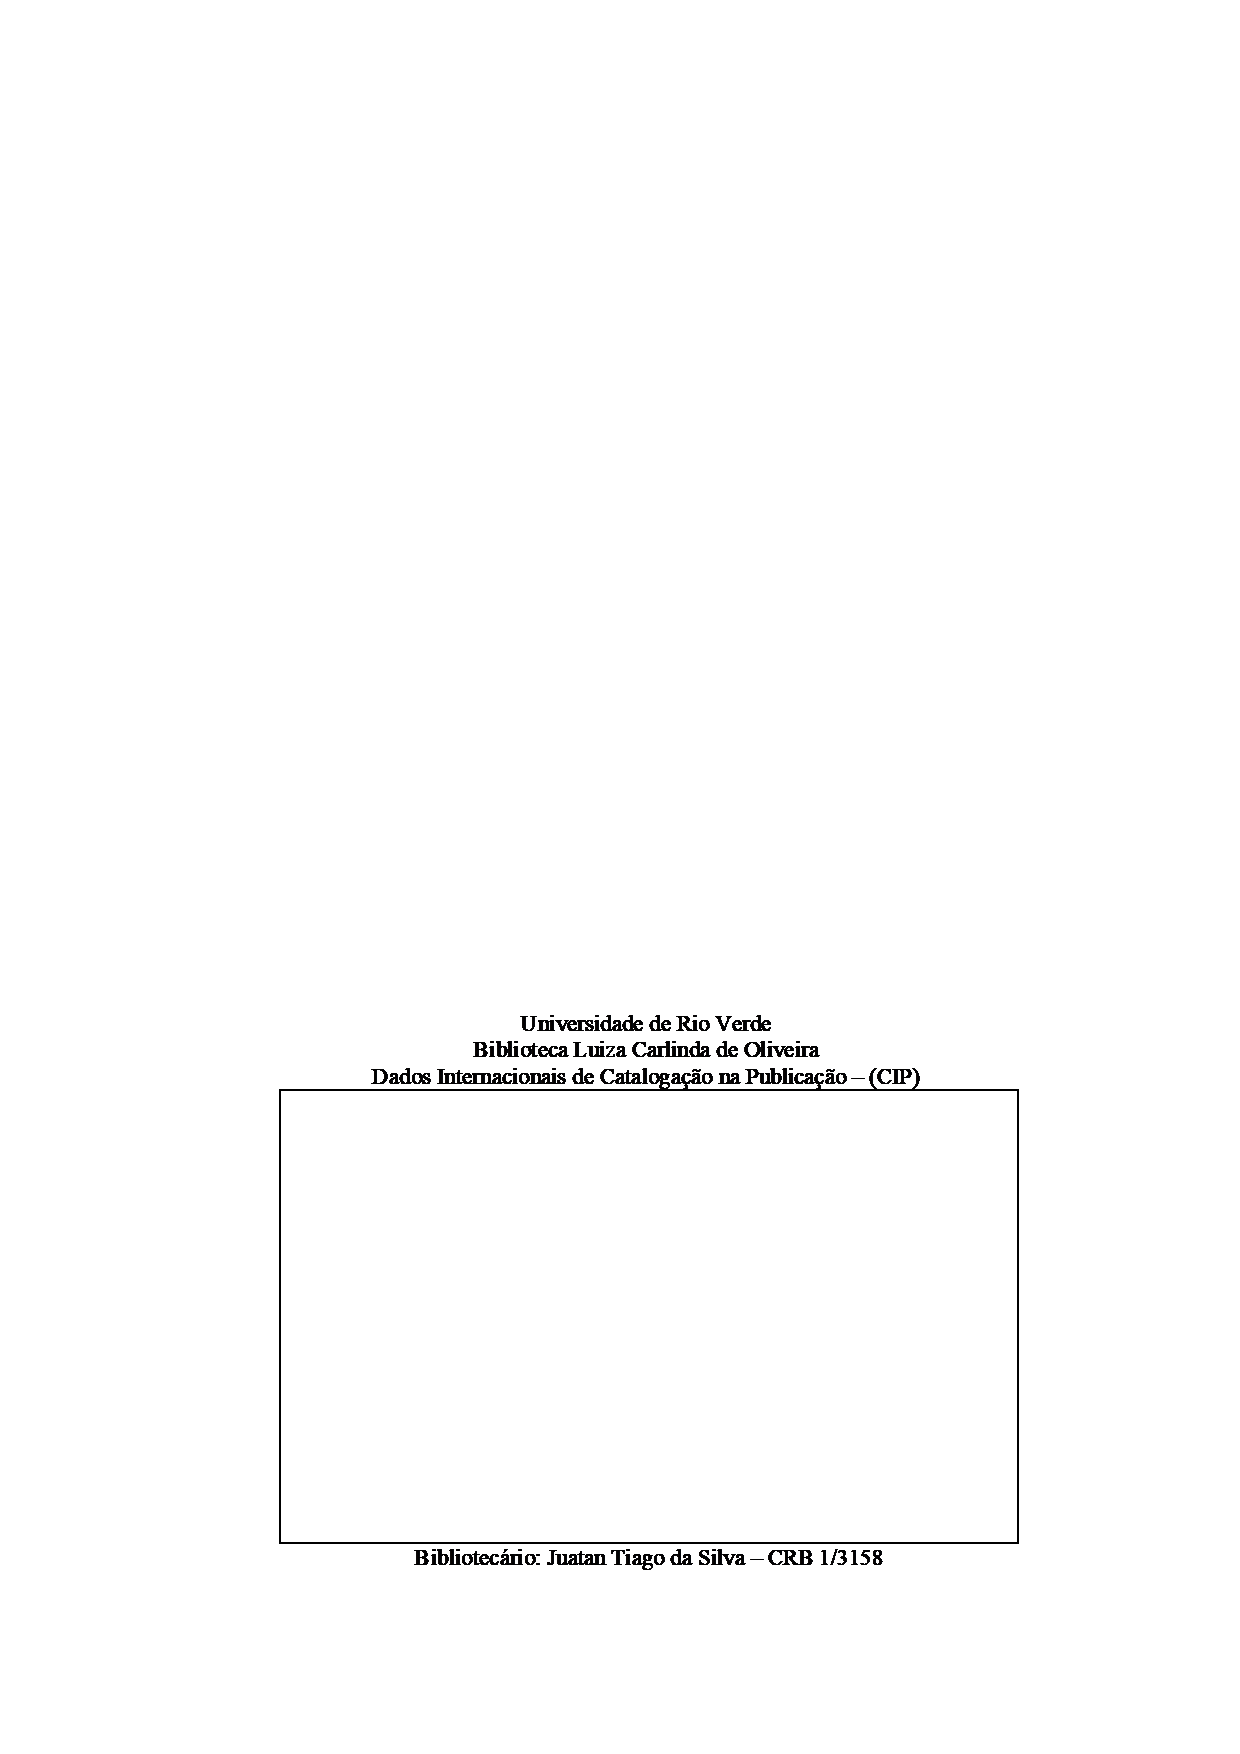 Universidade de Rio Verde
Biblioteca Luiza Carlinda de Oliveira
Dados Internacionais de Catalogação na Publicação – (CIP)
Bibliotecário: Juatan Tiago da Silva – CRB 1/3158